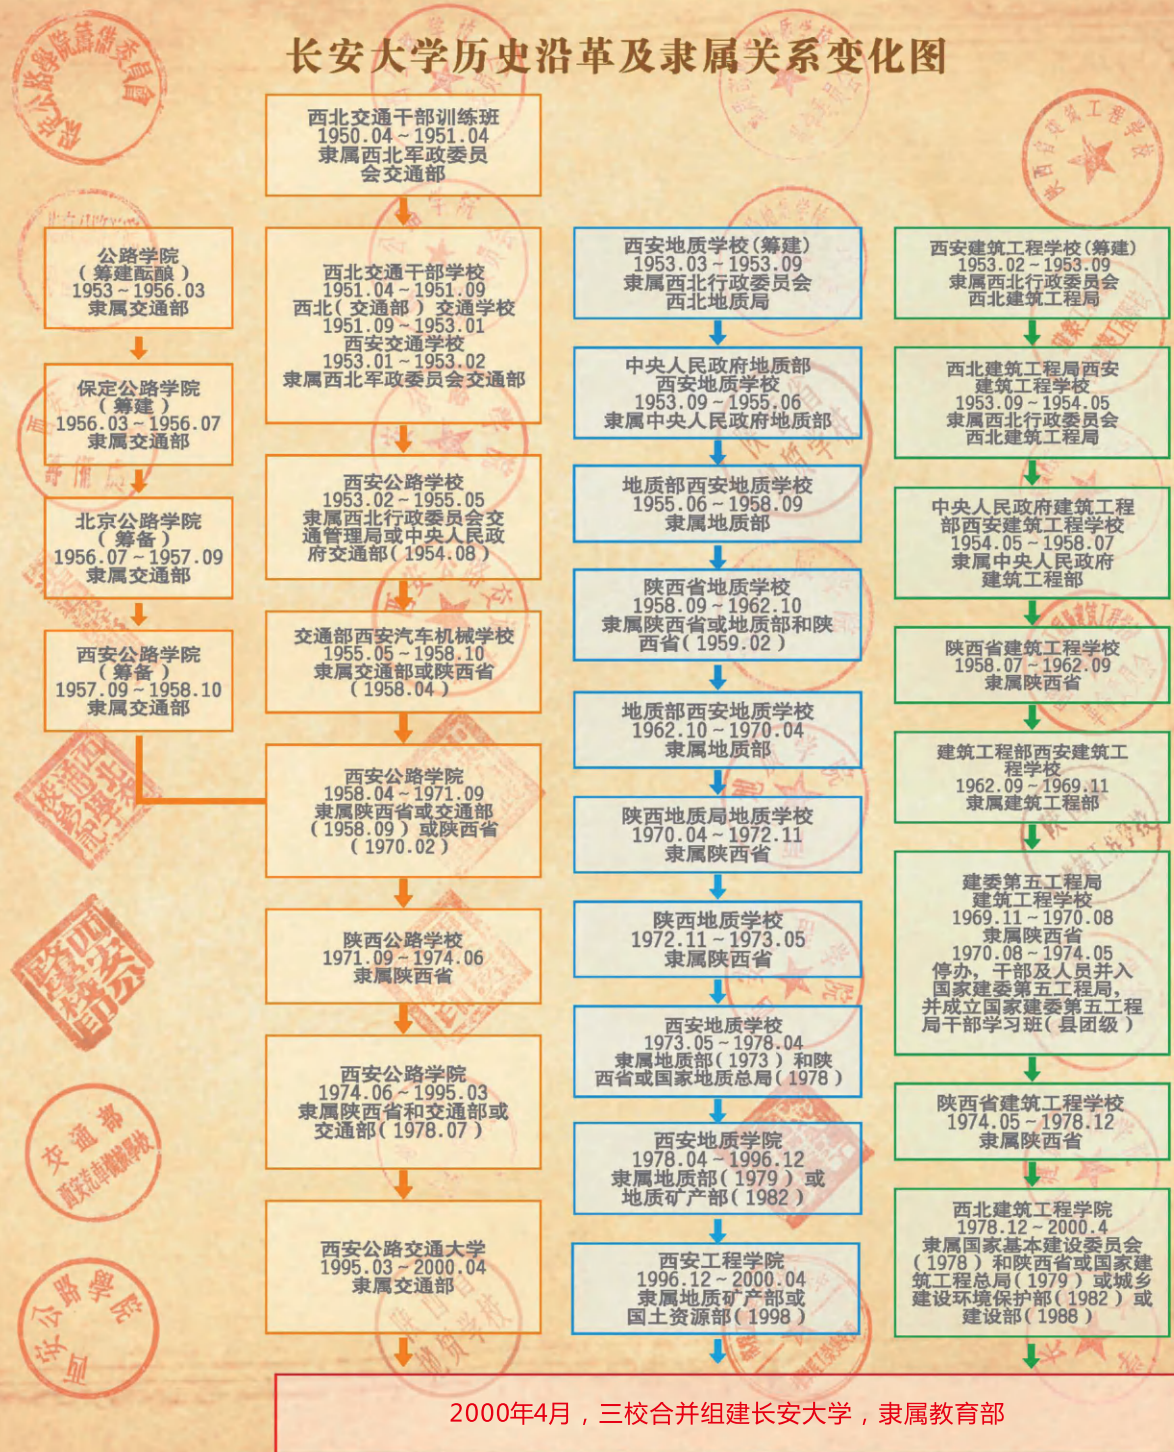 长安大学历史沿革及隶属关系变化图
西北交通干部训练班
1950.04~1951.04
隶属西北军政委员
会交通部
公路学院
(筹建酝酿)
1953~1956.03
隶属交通部
保定公路学院
(筹建)
1956.03~1956.07
隶属交通部
北京公路学院
(筹备)
1956.07~1957.09
隶属交通部
西安公路学院
(筹备)
1957.09~1958.10
隶属交通部
西北交通干部学校
1951.04~1951.09
西北(交通部)交通学校
1951.09~1953.01
西安交通学校
1953.01~1953.02
隶属西北军政委员会交通部
西安公路学校
1953.02~1955.05
隶属西北行政委员会交
通管理局或中央人民政
府交通部(1954.08)
交通部西安汽车机械学校
1955.05~1958.10
隶属交通部或陕西省
(1958.04)
西安公路学院
1958.04~1971.09
隶属陕西省或交通部
(1958.09)或陕西省
(1970.02)
陕西公路学校
1971.09~1974.06
隶属陕西省
西安公路学院
1974.06~1995.03
隶属陕西省和交通部或
交通部(1978.07)
西安公路交通大学
1995.03~2000.04
隶属交通部
西安地质学校(筹建)
1953.03~1953.09
隶属西北行政委员会
西北地质局
中央人民政府地质部
西安地质学校
1953.09~1955.06
隶属中央人民政府地质部
地质部西安地质学校
1955.06~1958.09
隶属地质部
陕西省地质学校
1958.09~1962.10
隶属陕西省或地质部和陕
西省(1959.02)
地质部西安地质学校
1962.10~1970.04
隶属地质部
陕西地质局地质学校
1970.04~1972.11
隶属陕西省
陕西地质学校
1972.11~1973.05
隶属陕西省
西安地质学校
1973.05~1978.04
隶属地质部(1973)和陕
西省或国家地质总局(1978)
西安地质学院
1978.04~1996.12
隶属地质部(1979)或
地质矿产部(1982)
西安工程学院
1996.12~2000.04
隶属地质矿产部或
国土资源部(1998)
西安建筑工程学校(筹建)
1953.02~1953.09
隶属西北行政委员会
西北建筑工程局
西北建筑工程局西安
建筑工程学校
1953.09~1954.05
隶属西北行政委员会
西北建筑工程局
中央人民政府建筑工程
部西安建筑工程学校
1954.05~1958.07
隶属中央人民政府
建筑工程部
陕西省建筑工程学校
1958.07~1962.09
隶属陕西省
建筑工程部西安建筑工
程学校
1962.09~1969.11
隶属建筑工程部
建委第五工程局
建筑工程学校
1969.11~1970.08
隶属陕西省
1970.08~1974.05
停办，干部及人员并入
国家建委第五工程局，
并成立国家建委第五工程
局干部学习班(县团级)
陕西省建筑工程学校
1974.05~1978.12
隶属陕西省
西北建筑工程学院
1978.12~2000.4
隶属国家基本建设委员会
(1978)和陕西省或国家建
筑工程总局(1979)或城乡
建设环境保护部(1982)或
建设部(1988)
2000年4月，三校合并组建长安大学，隶属教育部
陕西省建筑工程学校
交通部
西安公路學院